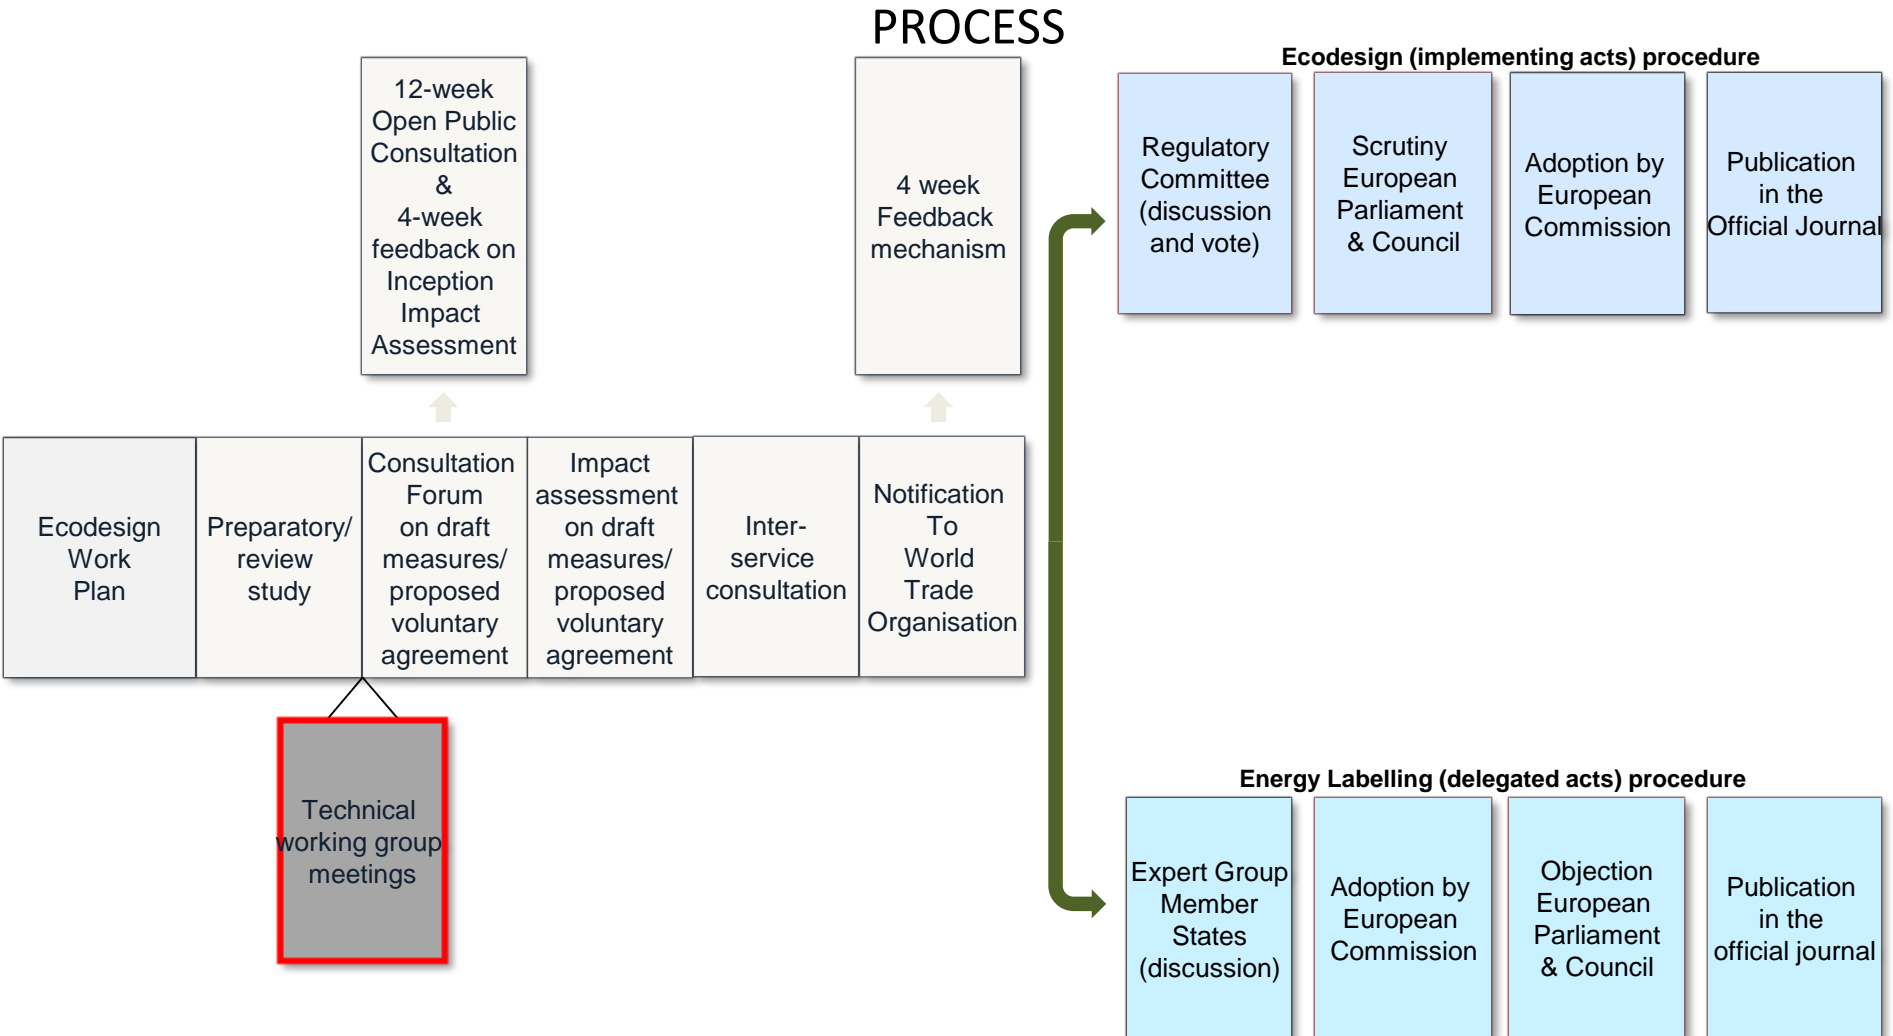 PROCESS
12-week
Open Public
Consultation
&
4-week
feedback on
Inception
Impact
Assessment
4 week
Feedback
mechanism
Ecodesign (implementing acts) procedure
Regulatory
Committee
(discussion
and vote)
Scrutiny
European
Parliament
& Council
Adoption by
European
Commission
Publication
in the
Official Journal
Ecodesign
Work
Plan
Preparatory/
review
study
Consultation
Forum
on draft
measures/
proposed
voluntary
agreement
Impact
assessment
on draft
measures/
proposed
voluntary
agreement
Inter-
service
consultation
Notification
To
World
Trade
Organisation
Technical
working group
meetings
Energy Labelling (delegated acts) procedure
Expert Group
Member
States
(discussion)
Adoption by
European
Commission
Objection
European
Parliament
& Council
Publication
in the
official journal